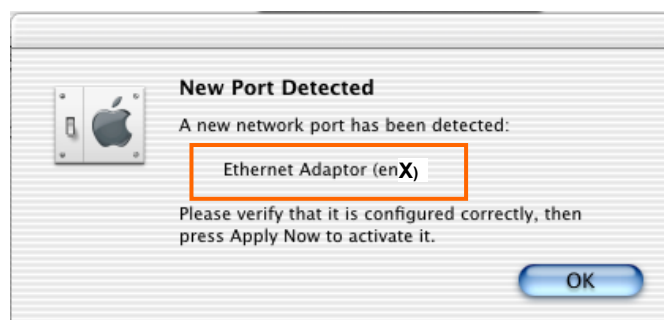 New Port Detected
A new network port has been detected:
Ethernet Adaptor (enX)
Please verify that it is configured correctly, then
press Apply Now to activate it.
OK